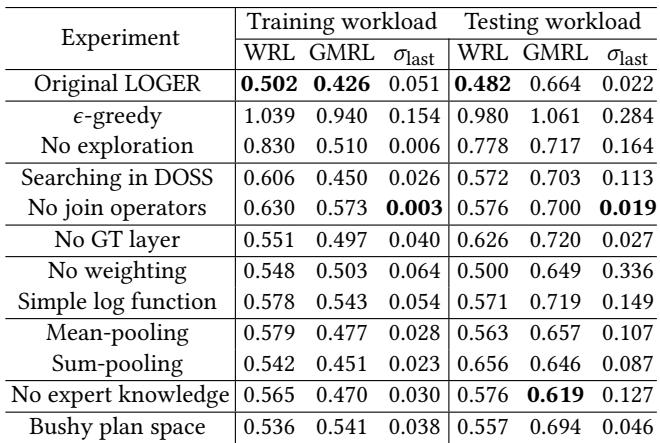 Experiment Training workload Testing workload
WRL GMRL σlast WRL GMRL σlast
Original LOGER 0.502 0.426 0.051 0.482 0.664 0.022
ϵ-greedy 1.039 0.940 0.154 0.980 1.061 0.284
No exploration 0.830 0.510 0.006 0.778 0.717 0.164
Searching in DOSS 0.606 0.450 0.026 0.572 0.703 0.113
No join operators 0.630 0.573 0.003 0.576 0.700 0.019
No GT layer 0.551 0.497 0.040 0.626 0.720 0.027
No weighting 0.548 0.503 0.064 0.500 0.649 0.336
Simple log function 0.578 0.543 0.054 0.571 0.719 0.149
Mean-pooling 0.579 0.477 0.028 0.563 0.657 0.107
Sum-pooling 0.542 0.451 0.023 0.656 0.646 0.087
No expert knowledge 0.565 0.470 0.030 0.576 0.619 0.127
Bushy plan space 0.536 0.541 0.038 0.557 0.694 0.046